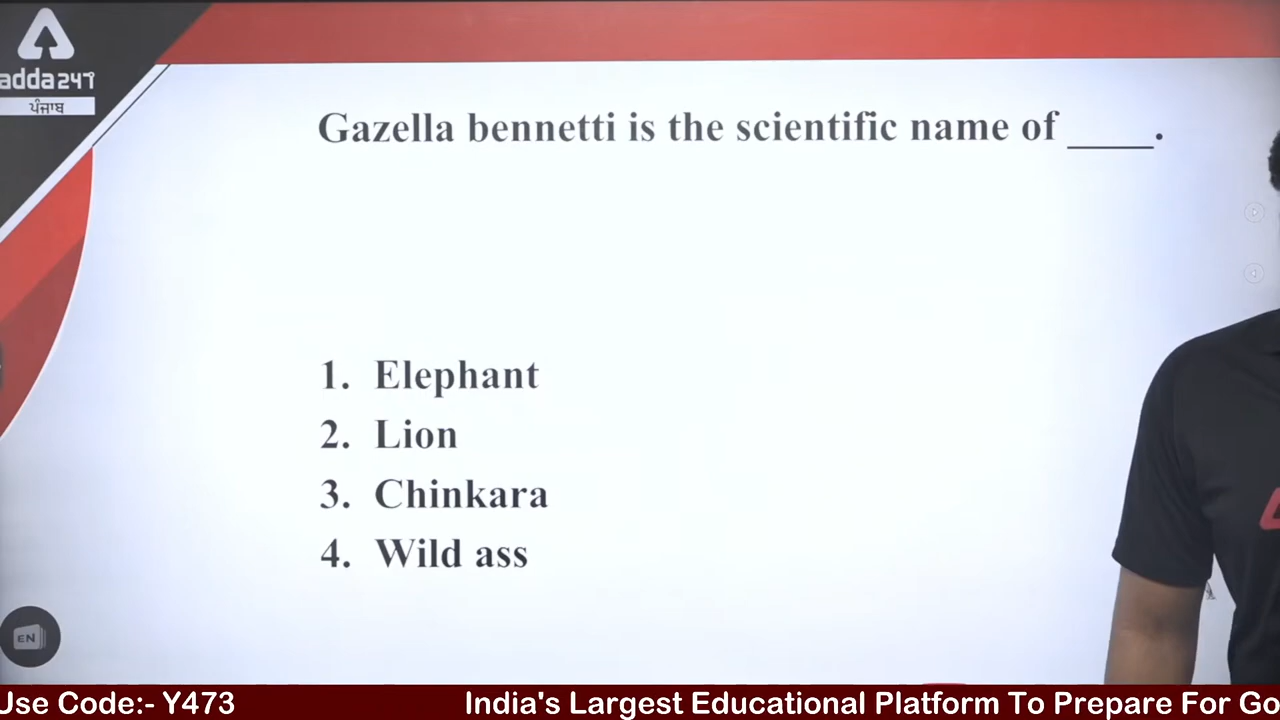 adda247
ਪੰਜਾਬ
Gazella bennetti is the scientific name of _____.
1. Elephant
2. Lion
3. Chinkara
4. Wild ass
EN
Use Code:- Y473
India's Largest Educational Platform To Prepare For Go